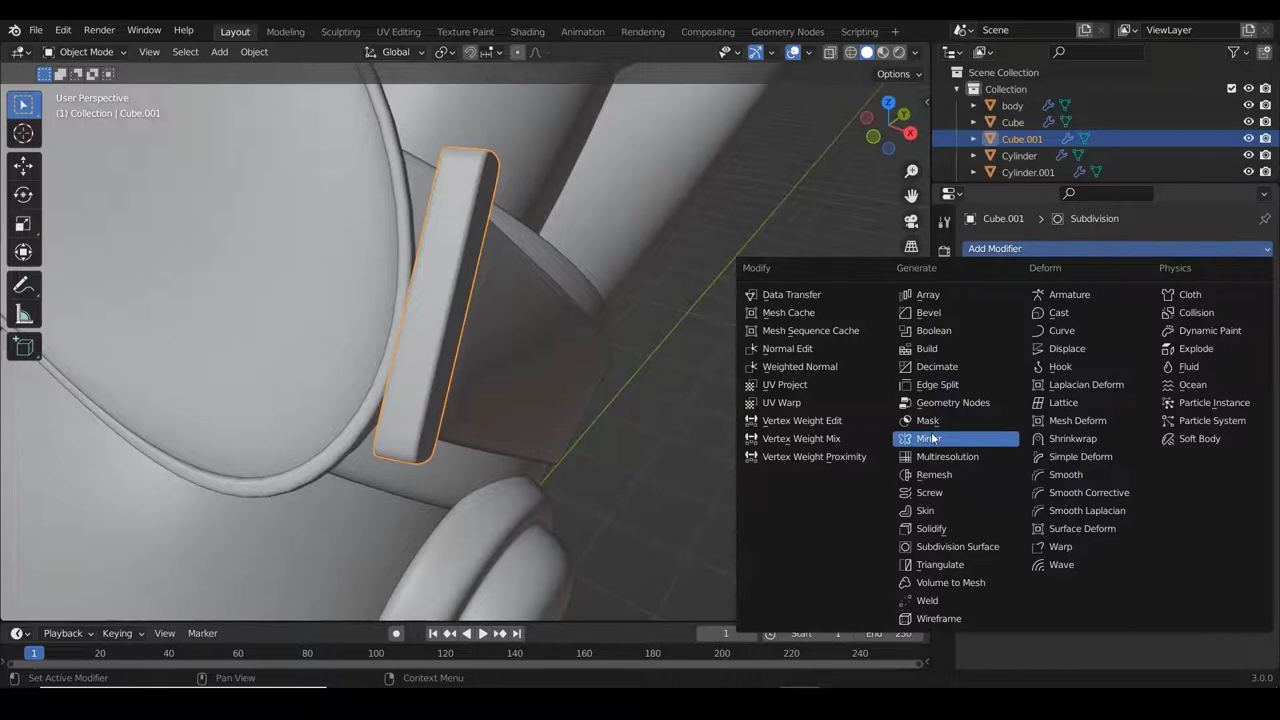 File Edit Render Window Help Layout Modeling Sculpting UV Editing Shading Animation Rendering Compositing Geometry Nodes Scripting + Scene ViewLayer
Object Mode View Select Add Object Global
Options
User Perspective
(1) Collection | Cube.001
Z
Y
X
Scene Collection
Collection
body
Cube
Cube.001
Cylinder
Cylinder.001
Cube.001 > Subdivision
Add Modifier
Modify Generate Deform Physics
Data Transfer Array Armature Cloth
Mesh Cache Bevel Cast Collision
Mesh Sequence Cache Boolean Curve Dynamic Paint
Normal Edit Build Displace Explode
Weighted Normal Decimate Hook Fluid
UV Project Edge Split Laplacian Deform Ocean
UV Warp Geometry Nodes Lattice Particle Instance
Vertex Weight Edit Mask Mesh Deform Particle System
Vertex Weight Mix Mirror Shrinkwrap Soft Body
Vertex Weight Proximity Multiresolution Simple Deform
Remesh Smooth
Screw Smooth Corrective
Skin Smooth Laplacian
Solidify Surface Deform
Subdivision Surface Warp
Triangulate Wave
Volume to Mesh
Weld
Wireframe
Playback Keying View Marker 1 Start 1 End 250
1 20 40 60 80 100 120 140 160 180 200 220 240
Set Active Modifier Pan View Context Menu 3.0.0